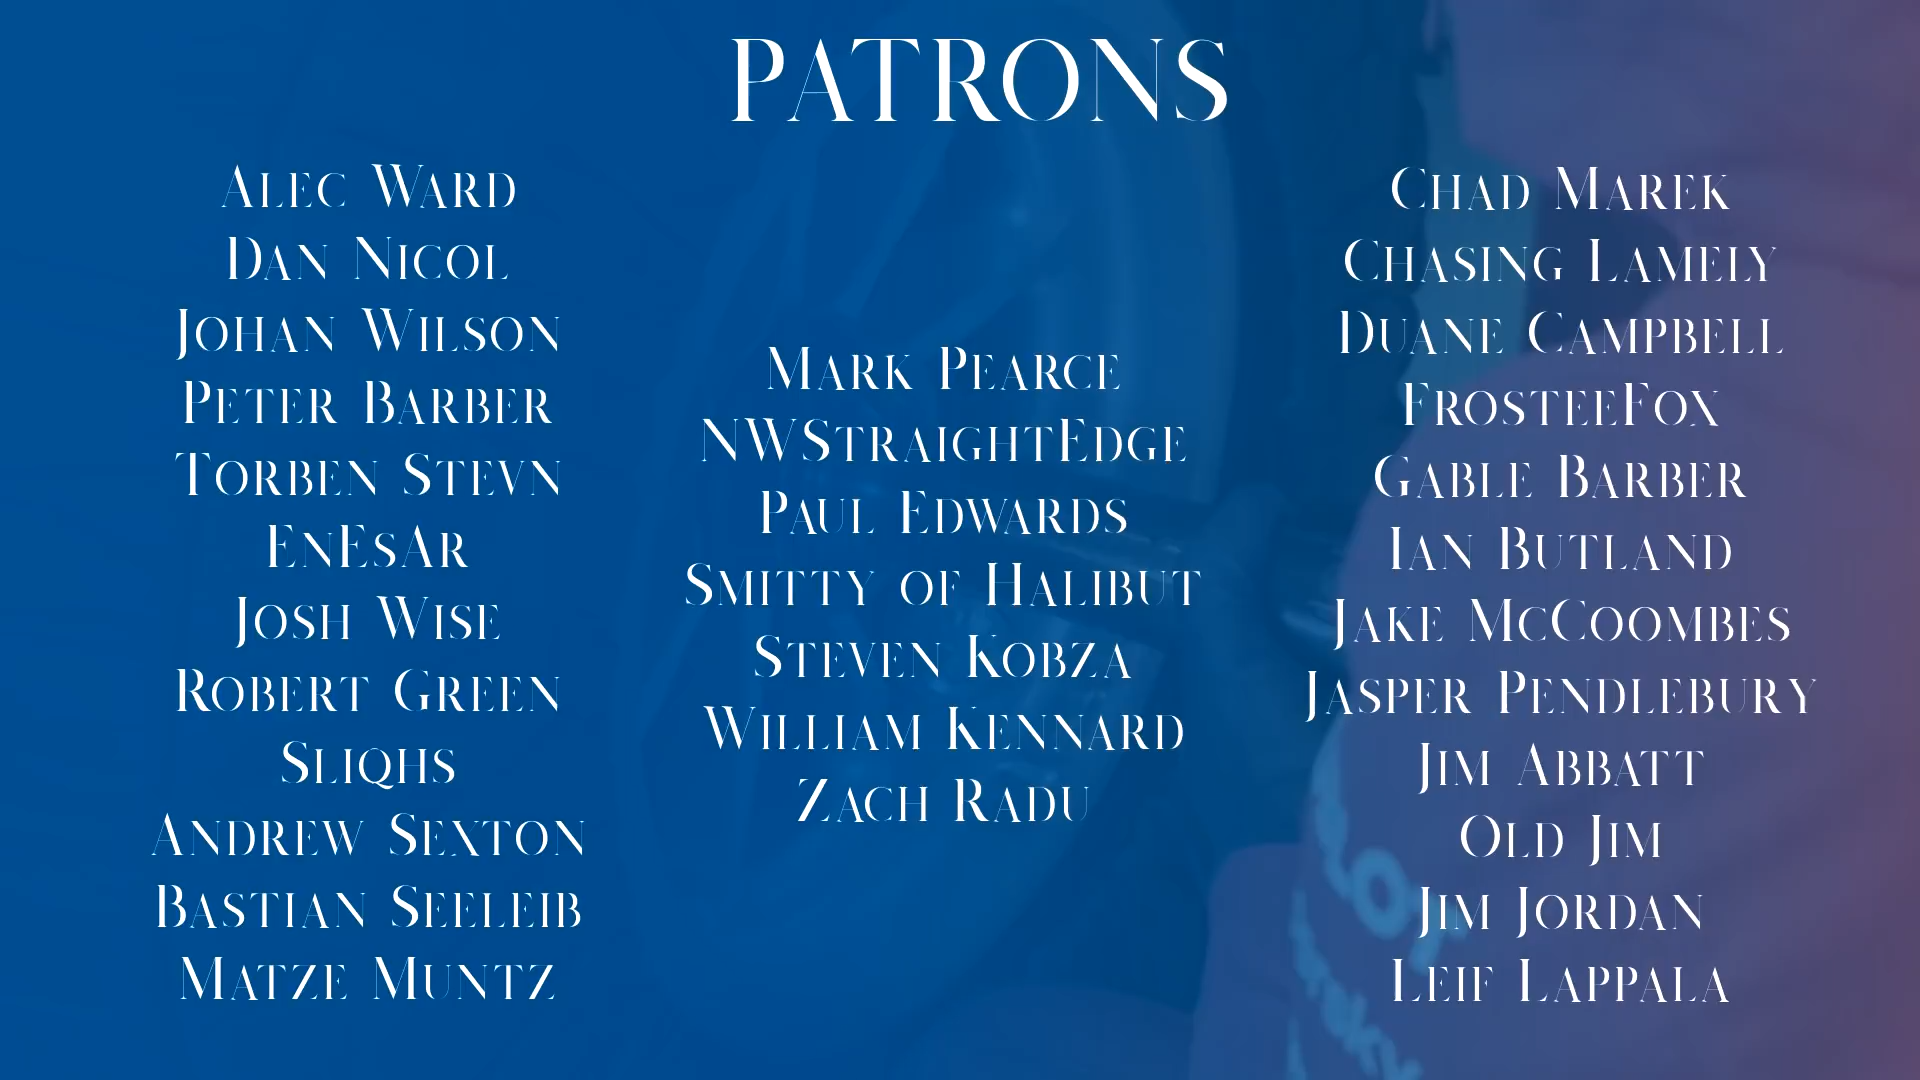 PATRONS
Alec Ward
Dan Nicol
Johan Wilson
Peter Barber
Torben Stevn
EnEsAr
Josh Wise
Robert Green
Sliqhs
Andrew Sexton
Bastian Seeleib
Matze Muntz
Mark Pearce
NWStraightEdge
Paul Edwards
Smitty of Halibut
Steven Kobza
William Kennard
Zach Radu
Chad Marek
Chasing Lamely
Duane Campbell
FrosteeFox
Gable Barber
Ian Butland
Jake McCoombes
Jasper Pendlebury
Jim Abbatt
Old Jim
Jim Jordan
Leif Lappala